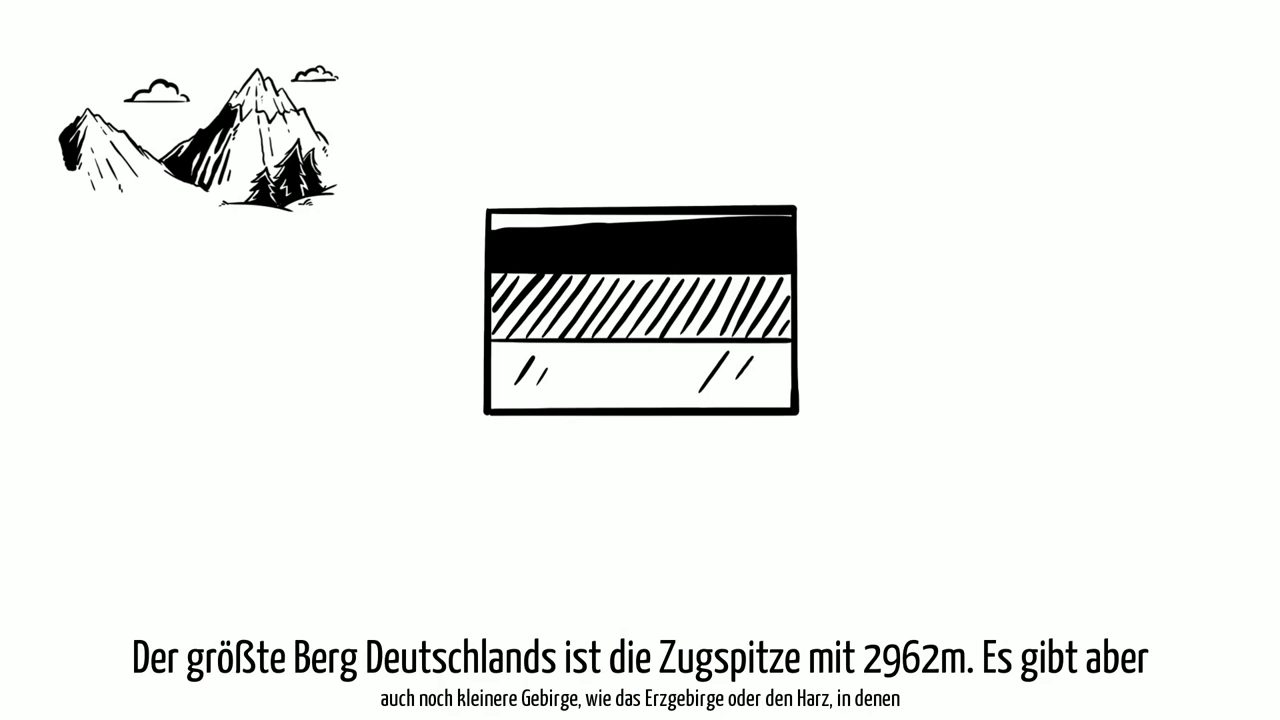 Der größte Berg Deutschlands ist die Zugspitze mit 2962m. Es gibt aber
auch noch kleinere Gebirge, wie das Erzgebirge oder den Harz, in denen